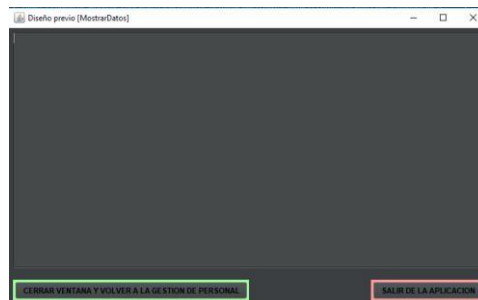 Diseño previo [MostrarDatos]
CERRAR VENTANA Y VOLVER A LA GESTION DE PERSONAL
SALIR DE LA APLICACION